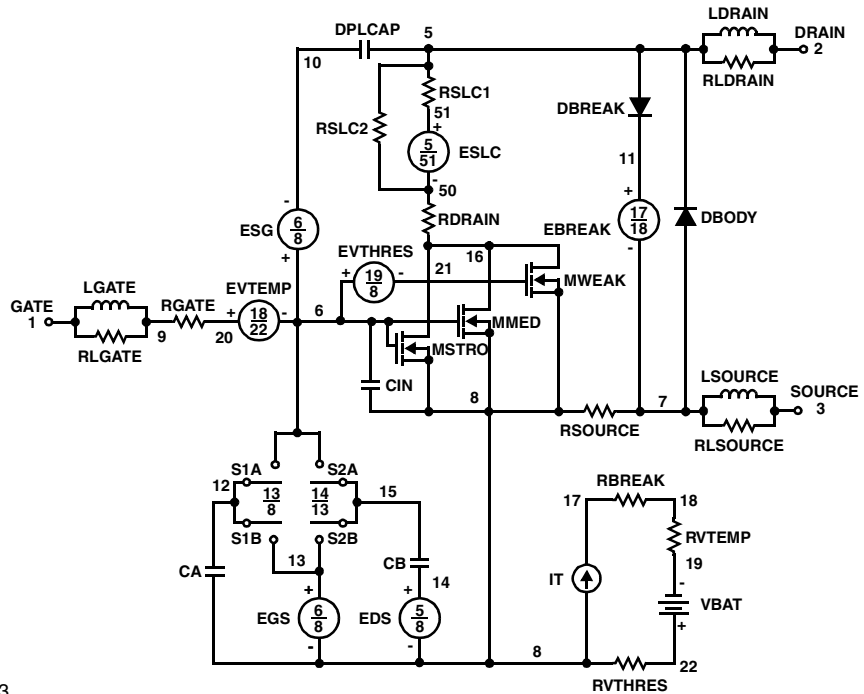 LDRAIN
DPLCAP 5 DRAIN
10 2
RLDRAIN
RSLC1
DBREAK
51
RSLC2 +
5
51
ESLC
11
-
50
- +
17
18
6
8
RDRAIN EBREAK DBODY
ESG
EVTHRES -
+ 16
+ 19
8
- 21
MWEAK
LGATE EVTEMP
GATE RGATE + 18
22
- 6
MMED
1
9 20
MSTRO
RLGATE
LSOURCE
CIN SOURCE
8 7
3
RSOURCE
RLSOURCE
S1A S2A
12 13
8
14
13
15
RBREAK
17 18
S1B S2B
RVTEMP
13 CB 19
CA IT
14 -
+ +
VBAT
6
8
5
8
EGS EDS +
- - 8
22
RVTHRES
3